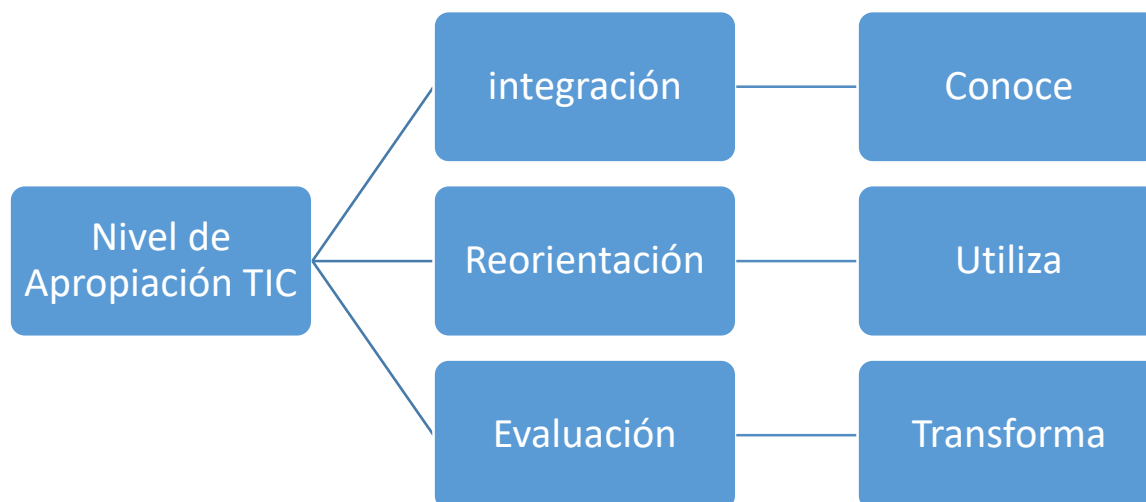 Nivel de
Apropiación TIC
integración
Conoce
Reorientación
Utiliza
Evaluación
Transforma